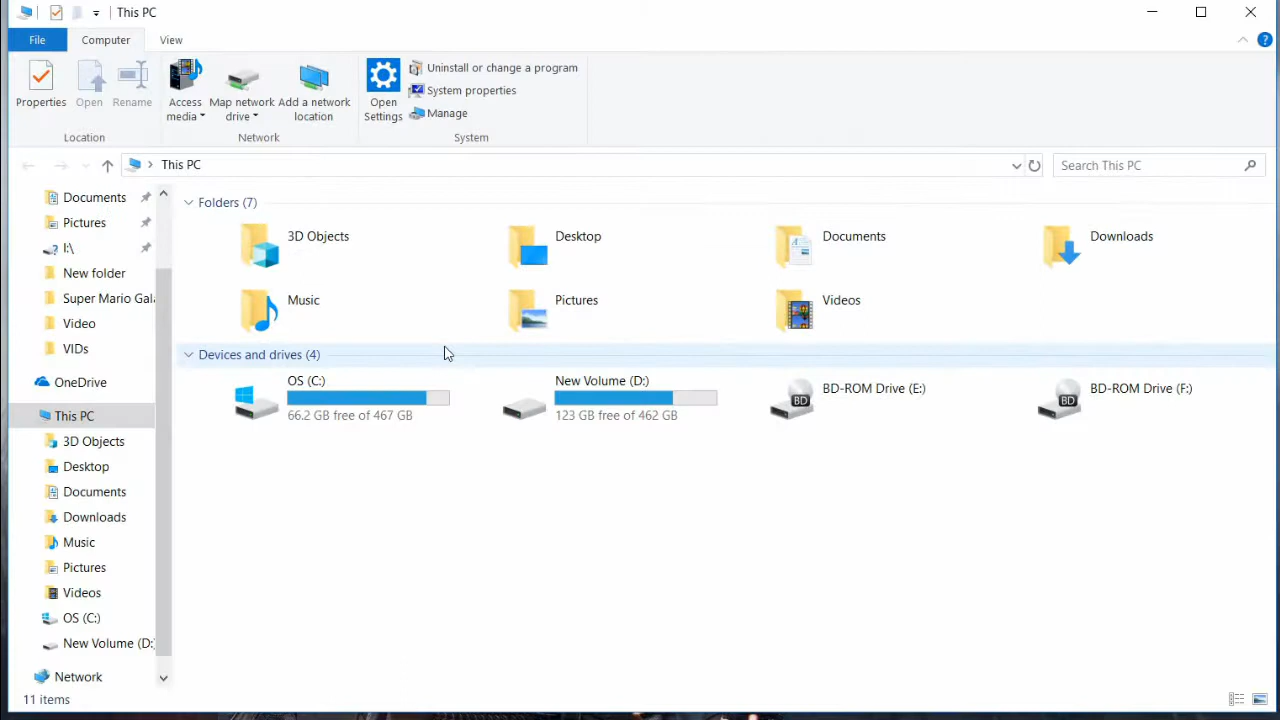 This PC
File
Computer
View
Properties
Open
Rename
Access media
Map network drive
Add a network location
Open Settings
Uninstall or change a program
System properties
Manage
Location
Network
System
This PC
Search This PC
Documents
Pictures
I:\
New folder
Super Mario Gal
Video
VIDs
OneDrive
This PC
3D Objects
Desktop
Documents
Downloads
Music
Pictures
Videos
OS (C:)
New Volume (D:
Network
Folders (7)
3D Objects
Desktop
Documents
Downloads
Music
Pictures
Videos
Devices and drives (4)
OS (C:)
66.2 GB free of 467 GB
New Volume (D:)
123 GB free of 462 GB
BD-ROM Drive (E:)
BD
BD-ROM Drive (F:)
BD
11 items